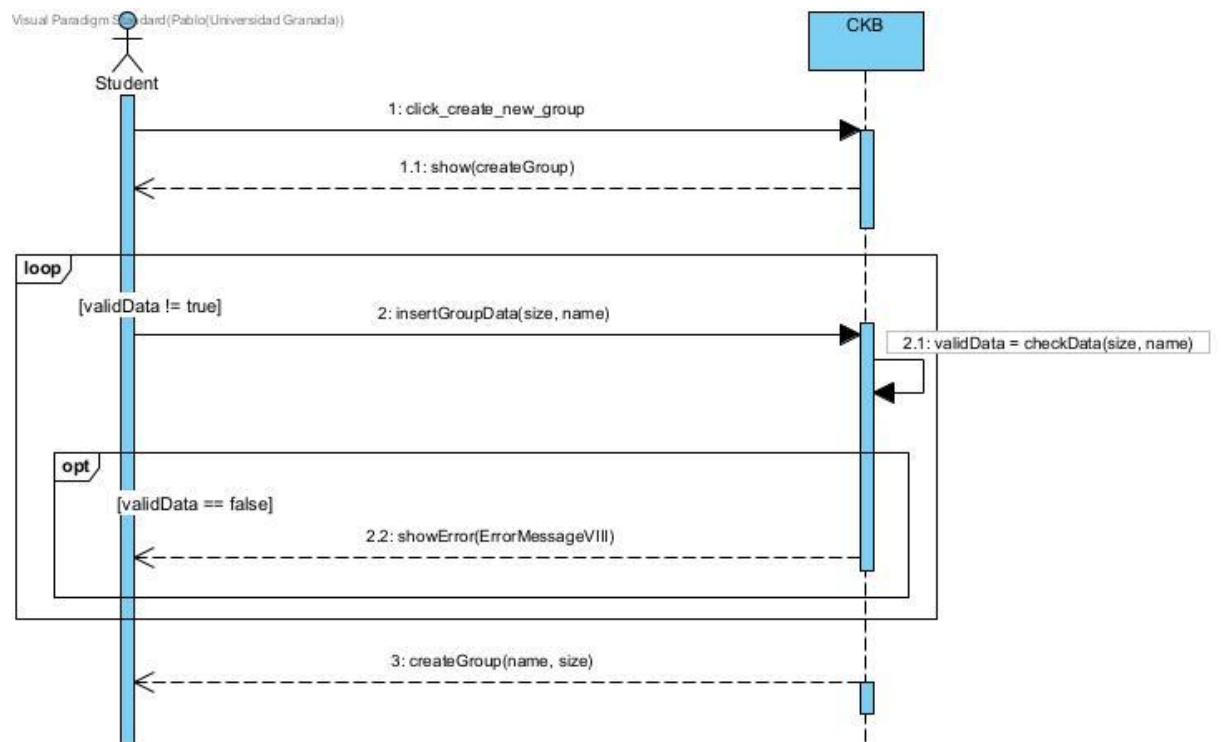 Visual Paradigm Standard(Pablo(Universidad Granada))
CKB
Student
1: click_create_new_group
1.1: show(createGroup)
loop
[validData != true]
2: insertGroupData(size, name)
2.1: validData = checkData(size, name)
opt
[validData == false]
2.2: showError(ErrorMessageVIII)
3: createGroup(name, size)